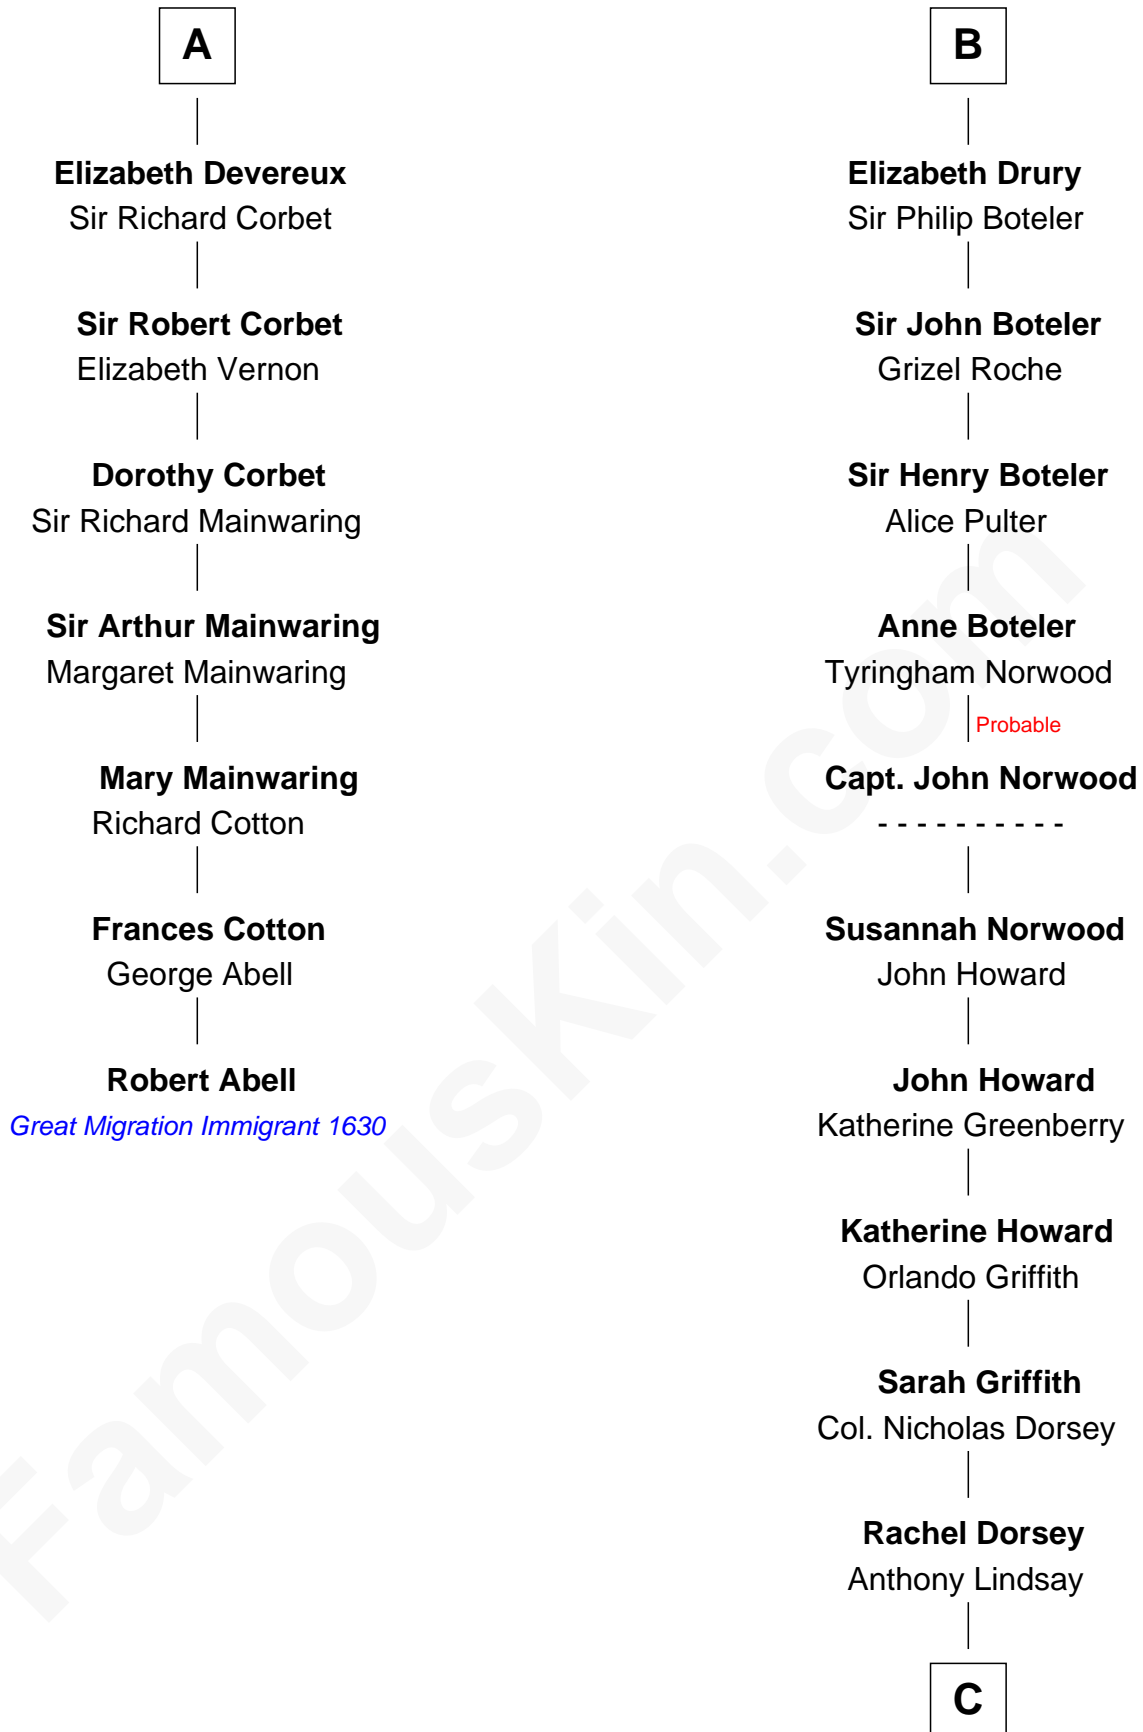 A
Elizabeth Devereux
Sir Richard Corbet
Sir Robert Corbet
Elizabeth Vernon
Dorothy Corbet
Sir Richard Mainwaring
Sir Arthur Mainwaring
Margaret Mainwaring
Mary Mainwaring
Richard Cotton
Frances Cotton
George Abell
Robert Abell
Great Migration Immigrant 1630
B
Elizabeth Drury
Sir Philip Boteler
Sir John Boteler
Grizel Roche
Sir Henry Boteler
Alice Pulter
Anne Boteler
Tyringham Norwood
Probable
Capt. John Norwood
- - - - - - - - - -
Susannah Norwood
John Howard
John Howard
Katherine Greenberry
Katherine Howard
Orlando Griffith
Sarah Griffith
Col. Nicholas Dorsey
Rachel Dorsey
Anthony Lindsay
C
FamousKin.com